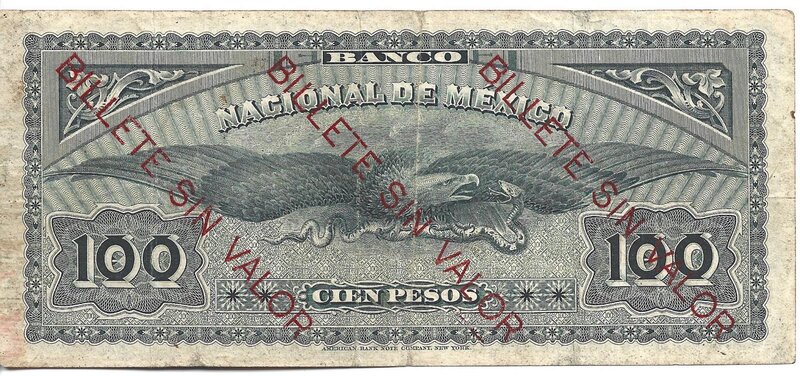 BANCO
NACIONAL DE MEXICO
BILLETE SIN VALOR
BILLETE SIN VALOR
BILLETE SIN VALOR
100
100
CIEN PESOS
AMERICAN BANK NOTE COMPANY, NEW YORK.